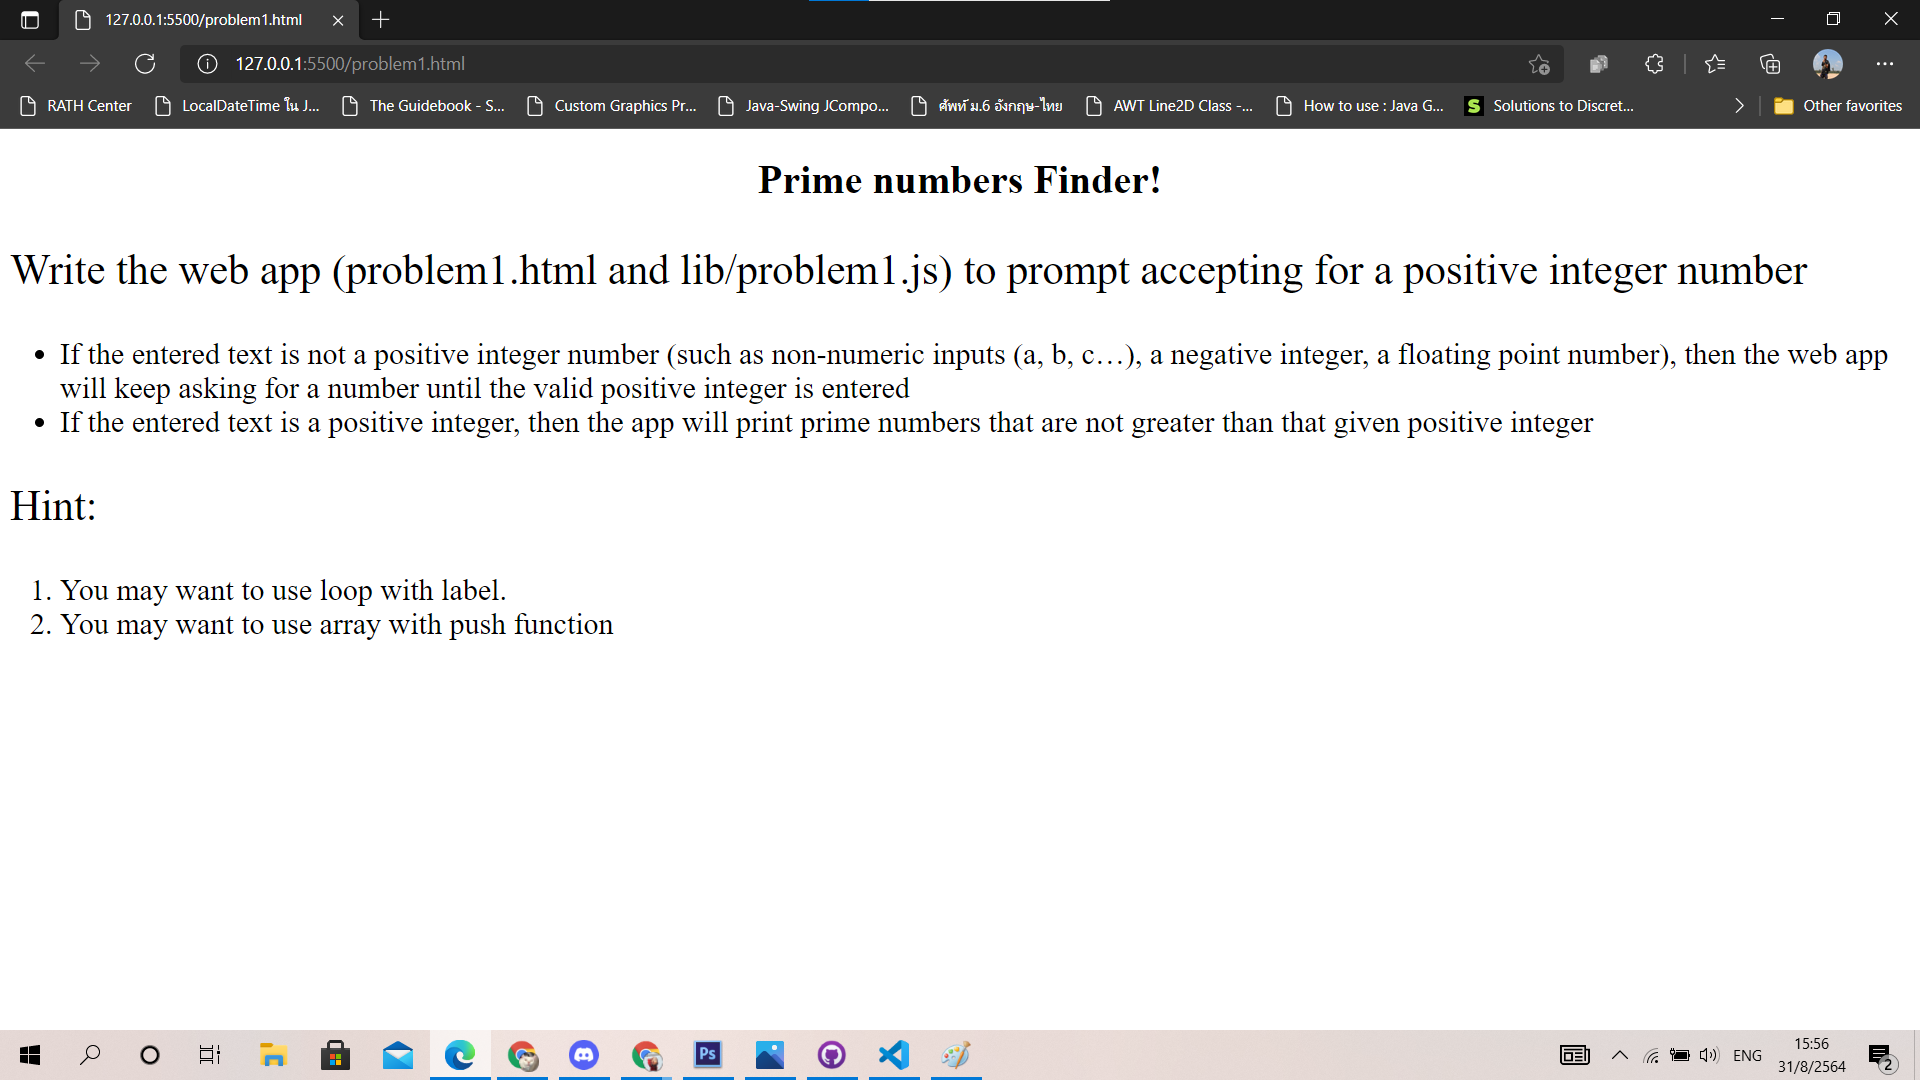 127.0.0.1:5500/problem1.html
127.0.0.1:5500/problem1.html
RATH Center
LocalDateTime ใน J...
The Guidebook - S...
Custom Graphics Pr...
Java-Swing JCompo...
ศัพท์ ม.6 อังกฤษ-ไทย
AWT Line2D Class -...
How to use : Java G...
S
Solutions to Discret...
Other favorites
Prime numbers Finder!
Write the web app (problem1.html and lib/problem1.js) to prompt accepting for a positive integer number
• If the entered text is not a positive integer number (such as non-numeric inputs (a, b, c…), a negative integer, a floating point number), then the web app
will keep asking for a number until the valid positive integer is entered
• If the entered text is a positive integer, then the app will print prime numbers that are not greater than that given positive integer
Hint:
1. You may want to use loop with label.
2. You may want to use array with push function
Ps
ENG
15:56
31/8/2564
2